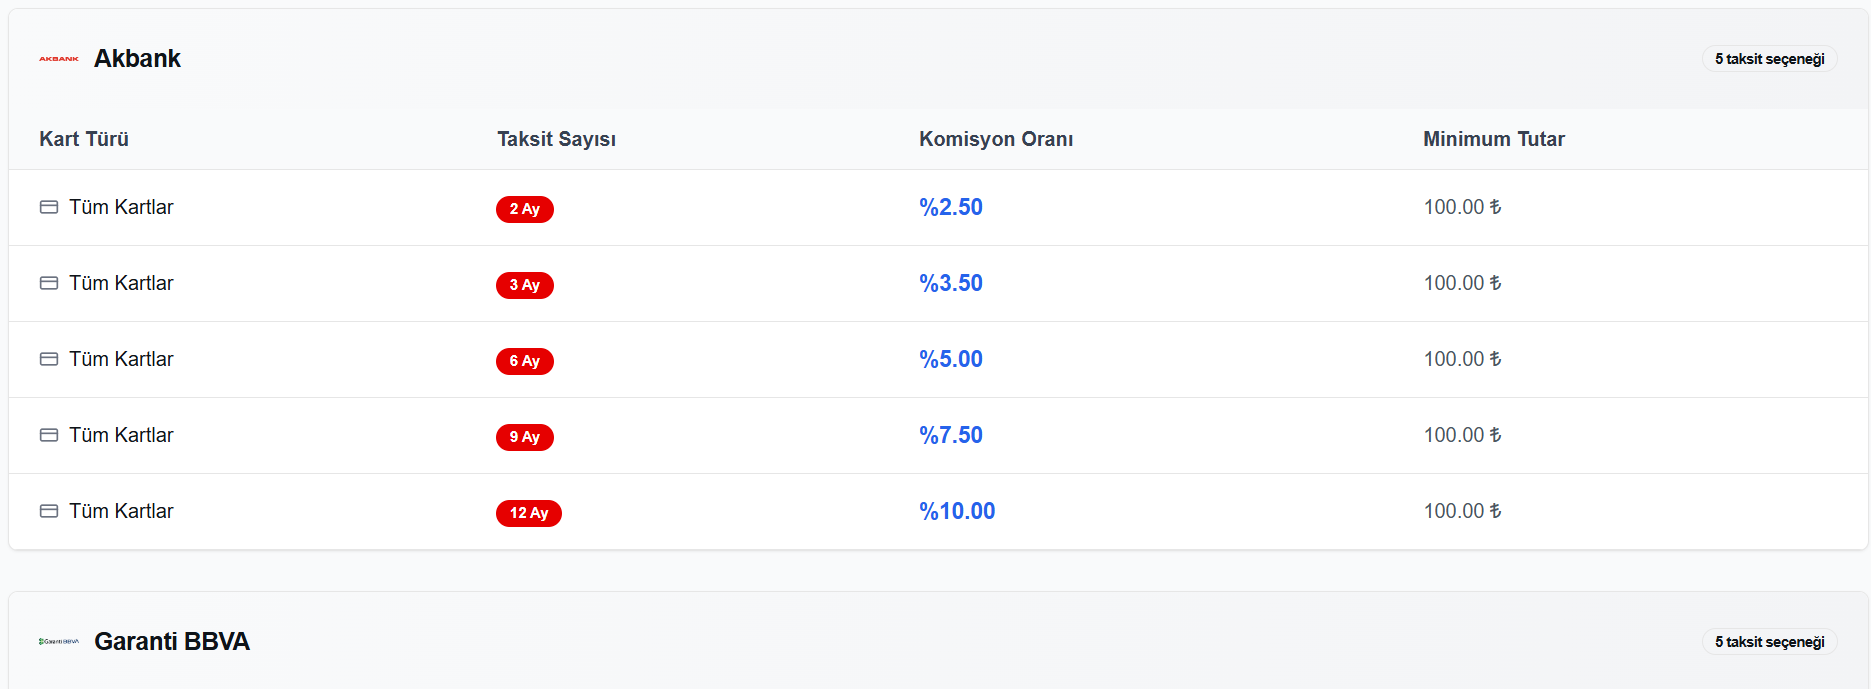 AKBANK Akbank 5 taksit seçeneği
Kart Türü Taksit Sayısı Komisyon Oranı Minimum Tutar
Tüm Kartlar 2 Ay %2.50 100.00 ₺
Tüm Kartlar 3 Ay %3.50 100.00 ₺
Tüm Kartlar 6 Ay %5.00 100.00 ₺
Tüm Kartlar 9 Ay %7.50 100.00 ₺
Tüm Kartlar 12 Ay %10.00 100.00 ₺
Garanti BBVA Garanti BBVA 5 taksit seçeneği